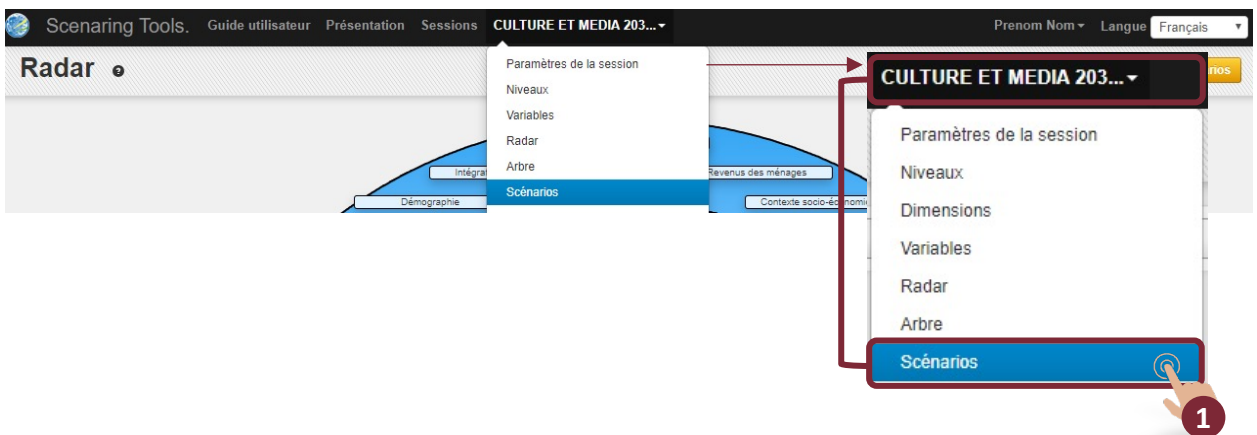 Scenaring Tools. Guide utilisateur Présentation Sessions CULTURE ET MEDIA 203... Prenom Nom Langue Français
Radar
Paramètres de la session
Niveaux
Variables
Radar
Arbre
Scénarios
Intégrat
Revenus des ménages
Démographie
Contexte socio-économi
rios
CULTURE ET MEDIA 203...
Paramètres de la session
Niveaux
Dimensions
Variables
Radar
Arbre
Scénarios
1